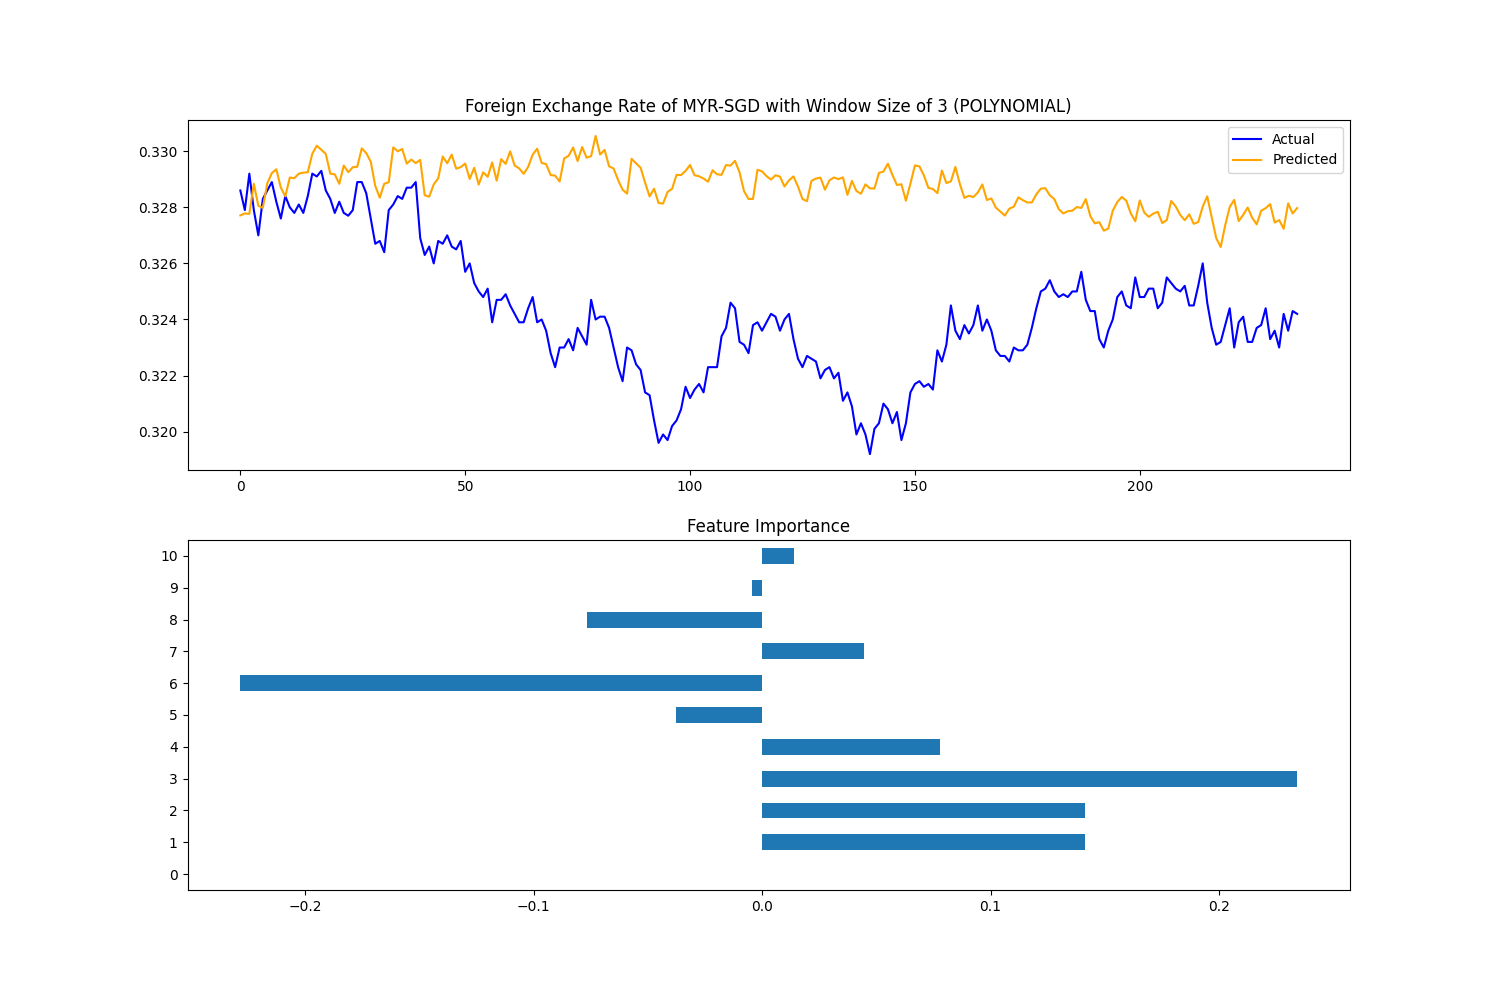 Foreign Exchange Rate of MYR-SGD with Window Size of 3 (POLYNOMIAL)
Actual
Predicted
0.330
0.328
0.326
0.324
0.322
0.320
0 50 100 150 200
Feature Importance
10
9
8
7
6
5
4
3
2
1
0
−0.2 −0.1 0.0 0.1 0.2